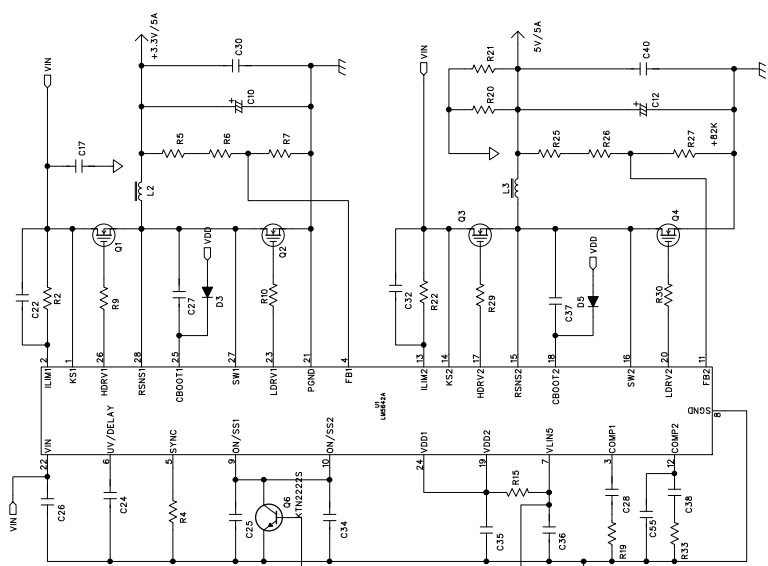 +3.3V/5A
5V/5A
VIN
C30
VIN
R21
C40
C10
R20
C12
C17
R5
R6
R7
R25
R26
R27
+82K
L2
L3
Q1
Q2
Q3
Q4
VDD
VDD
C22
R2
R9
C27
D3
R10
C32
R22
R29
C37
D5
R30
2
1
26
28
25
27
23
21
4
13
14
17
15
18
16
20
11
ILIM1
KS1
HDRV1
RSNS1
CBOOT1
SW1
LDRV1
PGND
FB1
ILIM2
KS2
HDRV2
RSNS2
CBOOT2
SW2
LDRV2
FB2
U1
LM5642A
SGND
8
VIN
UV/DELAY
SYNC
ON/SS1
ON/SS2
VDD1
VDD2
VLIN5
COMP1
COMP2
22
6
5
9
10
24
19
7
3
12
VIN
C26
C24
R4
C25
Q6
KTN2222S
C34
R15
C35
C36
C28
R19
C55
C38
R33